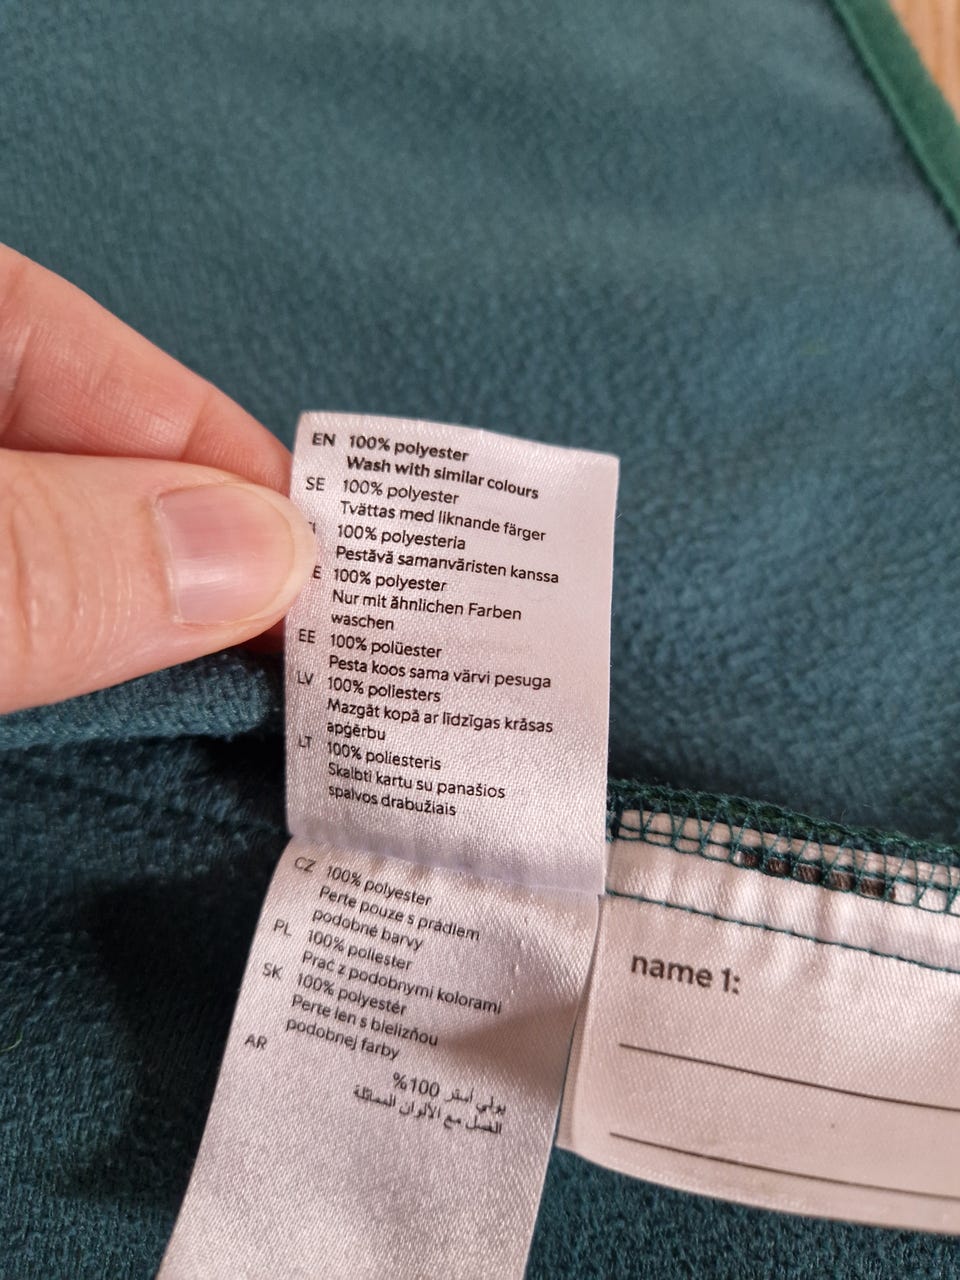 EN 100% polyester
Wash with similar colours
SE 100% polyester
Tvättas med liknande färger
100% polyesteria
Pestävä samanväristen kanssa
E 100% polyester
Nur mit ähnlichen Farben
waschen
EE 100% polüester
Pesta koos sama värvi pesuga
LV 100% poliesters
Mazgāt kopā ar līdzīgas krāsas
apģērbu
LT 100% poliesteris
Skalbti kartu su panašios
spalvos drabužiais
CZ 100% polyester
Perte pouze s prádlem
podobné barvy
PL 100% poliester
Prać z podobnymi kolorami
SK 100% polyestér
Perte len s bielizňou
podobnej farby
AR
بولي أستر 100%
الغسل مع الألوان المماثلة
name 1: